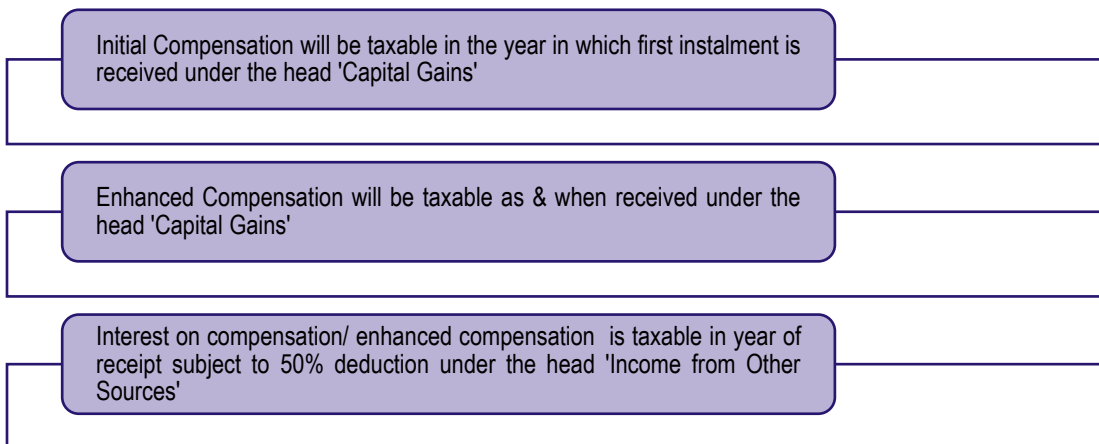 Initial Compensation will be taxable in the year in which first instalment is
received under the head 'Capital Gains'
Enhanced Compensation will be taxable as & when received under the
head 'Capital Gains'
Interest on compensation/ enhanced compensation is taxable in year of
receipt subject to 50% deduction under the head 'Income from Other
Sources'